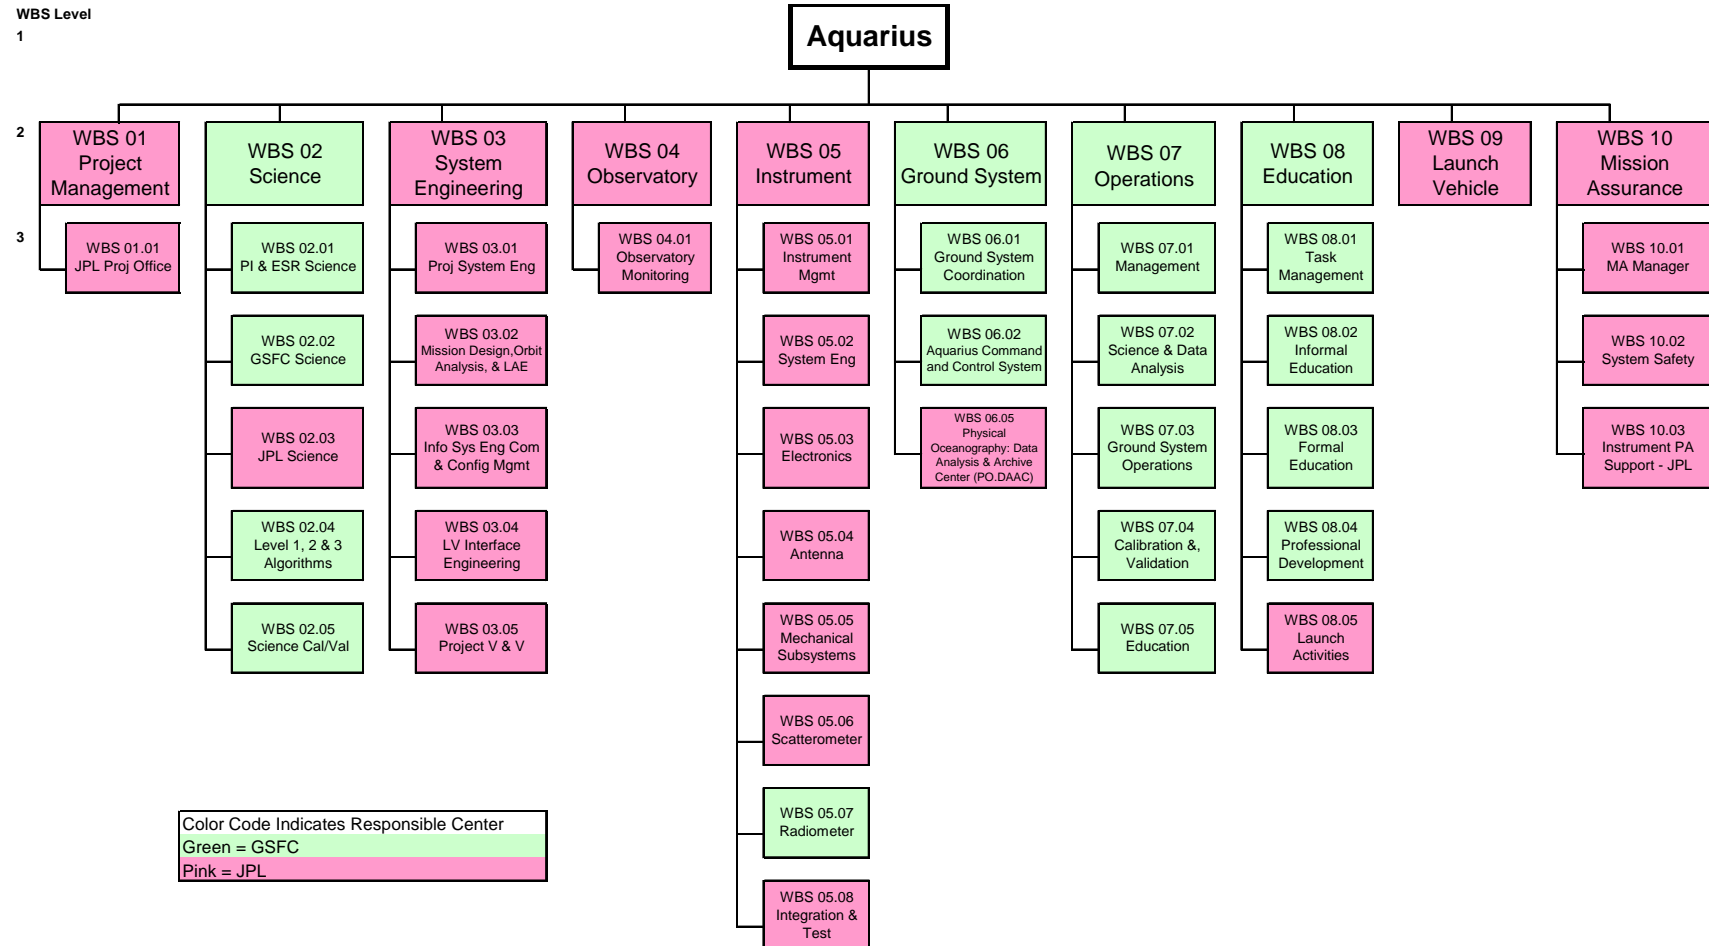 WBS Level
1
Aquarius
2
WBS 01
Project
Management
WBS 02
Science
WBS 03
System
Engineering
WBS 04
Observatory
WBS 05
Instrument
WBS 06
Ground System
WBS 07
Operations
WBS 08
Education
WBS 09
Launch
Vehicle
WBS 10
Mission
Assurance
3
WBS 01.01
JPL Proj Office
WBS 02.01
PI & ESR Science
WBS 02.02
GSFC Science
WBS 02.03
JPL Science
WBS 02.04
Level 1, 2 & 3
Algorithms
WBS 02.05
Science Cal/Val
WBS 03.01
Proj System Eng
WBS 03.02
Mission Design,Orbit
Analysis, & LAE
WBS 03.03
Info Sys Eng Com
& Config Mgmt
WBS 03.04
LV Interface
Engineering
WBS 03.05
Project V & V
WBS 04.01
Observatory
Monitoring
WBS 05.01
Instrument
Mgmt
WBS 05.02
System Eng
WBS 05.03
Electronics
WBS 05.04
Antenna
WBS 05.05
Mechanical
Subsystems
WBS 05.06
Scatterometer
WBS 05.07
Radiometer
WBS 05.08
Integration &
Test
WBS 06.01
Ground System
Coordination
WBS 06.02
Aquarius Command
and Control System
WBS 06.05
Physical
Oceanography: Data
Analysis & Archive
Center (PO.DAAC)
WBS 07.01
Management
WBS 07.02
Science & Data
Analysis
WBS 07.03
Ground System
Operations
WBS 07.04
Calibration &,
Validation
WBS 07.05
Education
WBS 08.01
Task
Management
WBS 08.02
Informal
Education
WBS 08.03
Formal
Education
WBS 08.04
Professional
Development
WBS 08.05
Launch
Activities
WBS 10.01
MA Manager
WBS 10.02
System Safety
WBS 10.03
Instrument PA
Support - JPL
Color Code Indicates Responsible Center
Green = GSFC
Pink = JPL